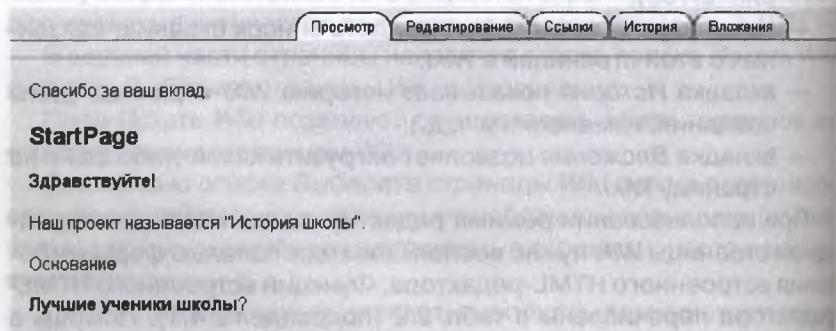 Просмотр Редактирование Ссылки История Вложения
Спасибо за ваш вклад.
StartPage
Здравствуйте!
Наш проект называется "История школы".
Основание
Лучшие ученики школы?